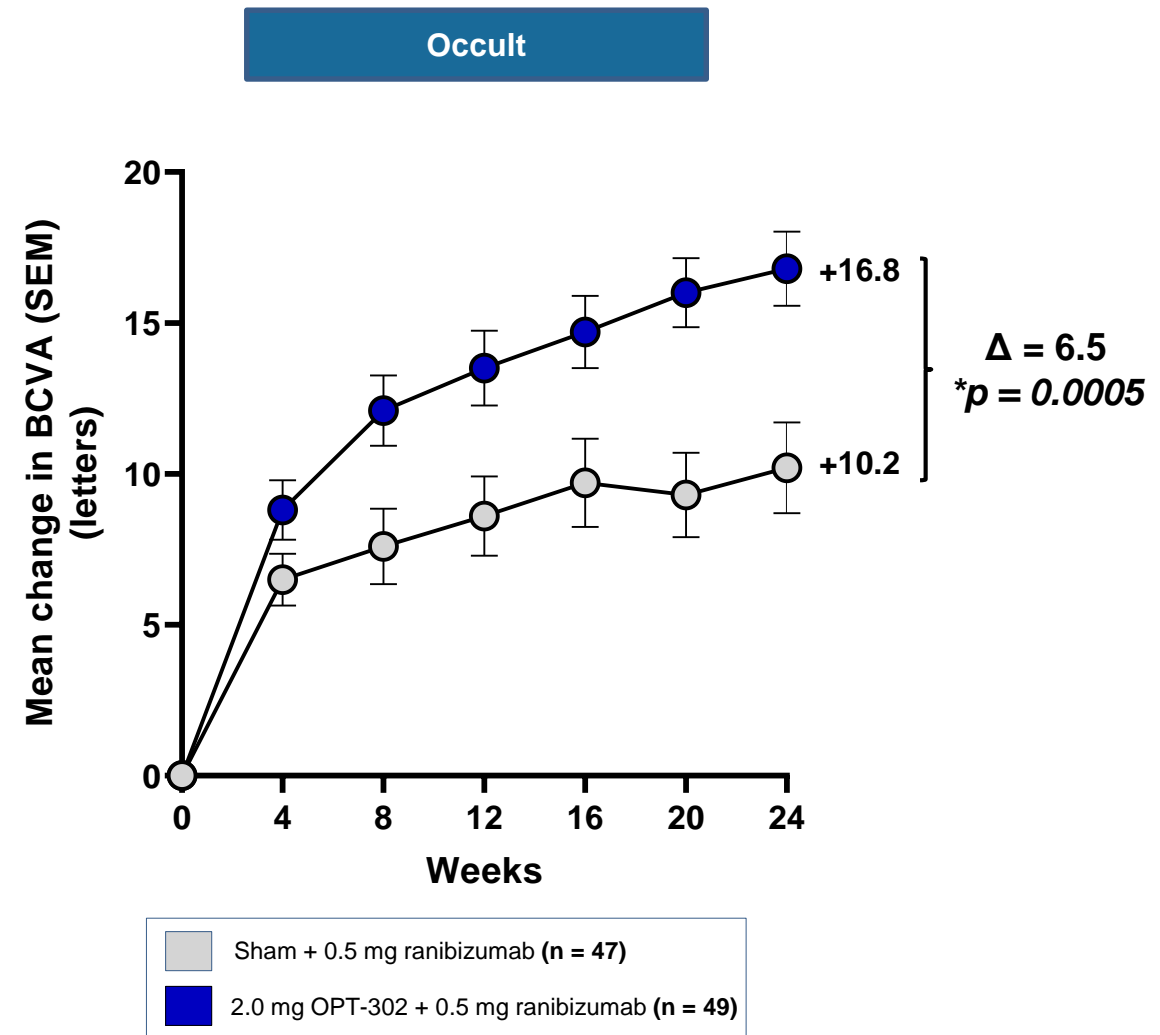 Occult
Mean change in BCVA (SEM)
(letters)
20
15
10
5
0
0 4 8 12 16 20 24
Weeks
+16.8
+10.2
Δ = 6.5
*p = 0.0005
Sham + 0.5 mg ranibizumab (n = 47)
2.0 mg OPT-302 + 0.5 mg ranibizumab (n = 49)